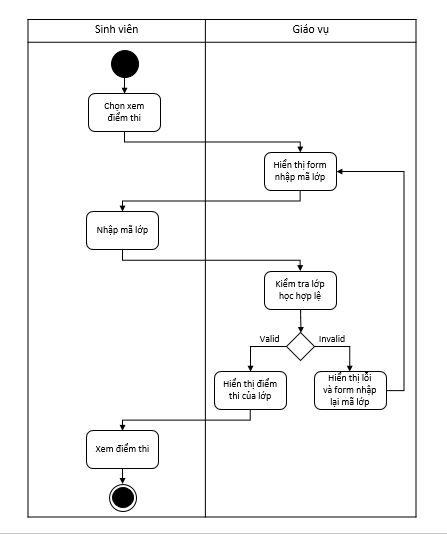 Sinh viên
Giáo vụ
Chọn xem
điểm thi
Hiển thị form
nhập mã lớp
Nhập mã lớp
Kiểm tra lớp
học hợp lệ
Valid
Invalid
Hiển thị điểm
thi của lớp
Hiển thị lỗi
và form nhập
lại mã lớp
Xem điểm thi